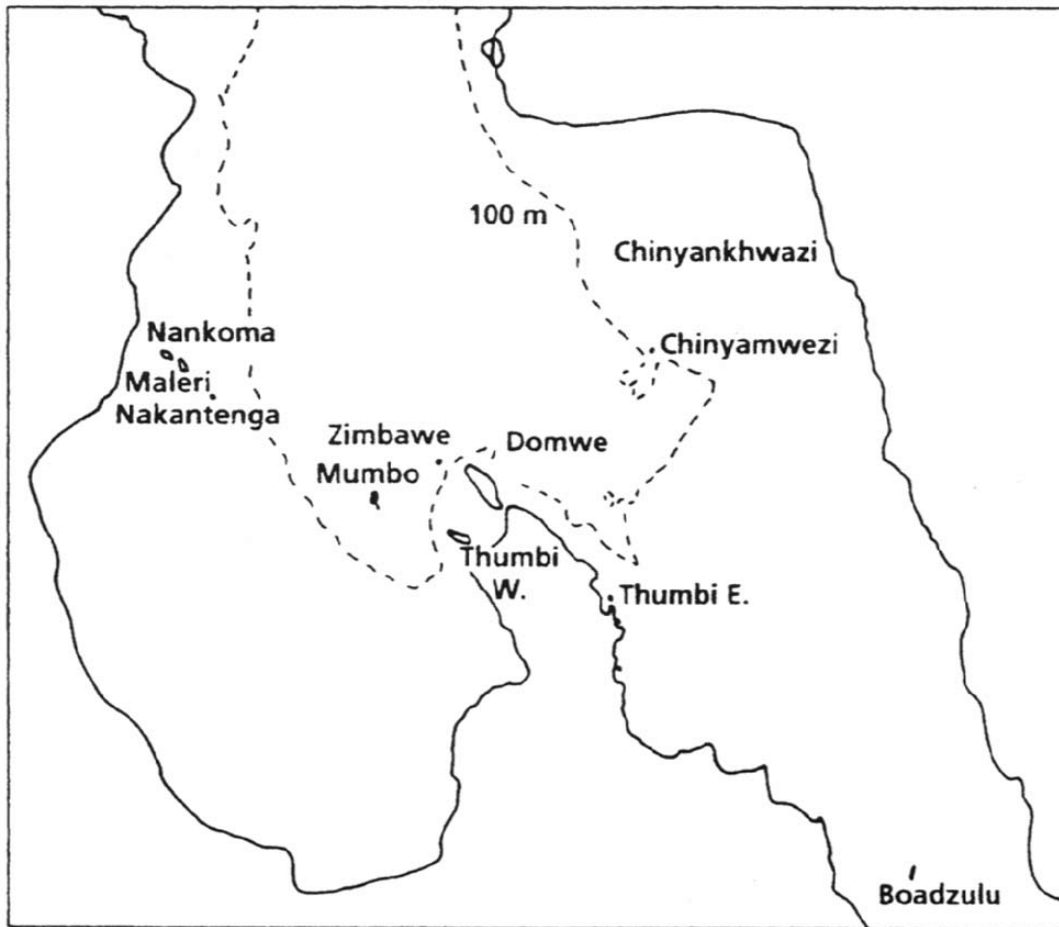 100 m
Chinyankhwazi
Nankoma
Chinyamwezi
Maleri
Nakantenga
Zimbawe
Domwe
Mumbo
Thumbi
W.
Thumbi E.
Boadzulu